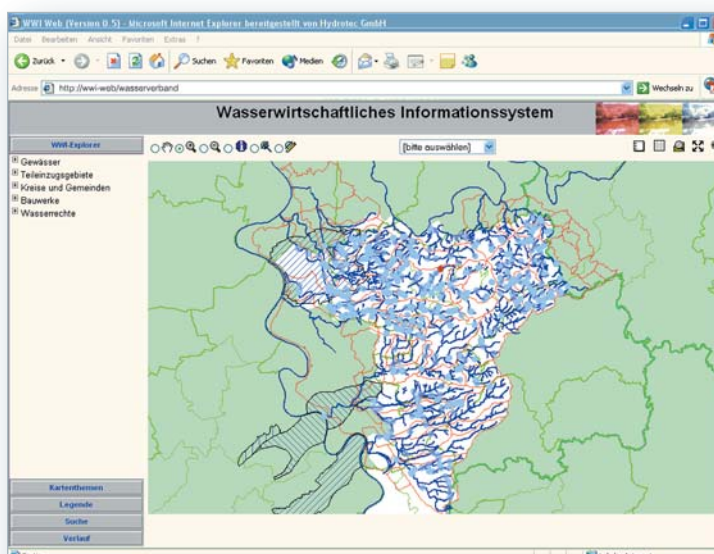 WWI Web (Version 0.5) - Microsoft Internet Explorer bereitgestellt von Hydrotec GmbH
Datei Bearbeiten Ansicht Favoriten Extras ?
Zurück Suchen Favoriten Medien
Adresse http://wwi-web/wasserverband Wechseln zu
Wasserwirtschaftliches Informationssystem
WWI-Explorer
[bitte auswählen]
Gewässer
Teileinzugsgebiete
Kreise und Gemeinden
Bauwerke
Wasserrechte
Kartenthemen
Legende
Suche
Verlauf